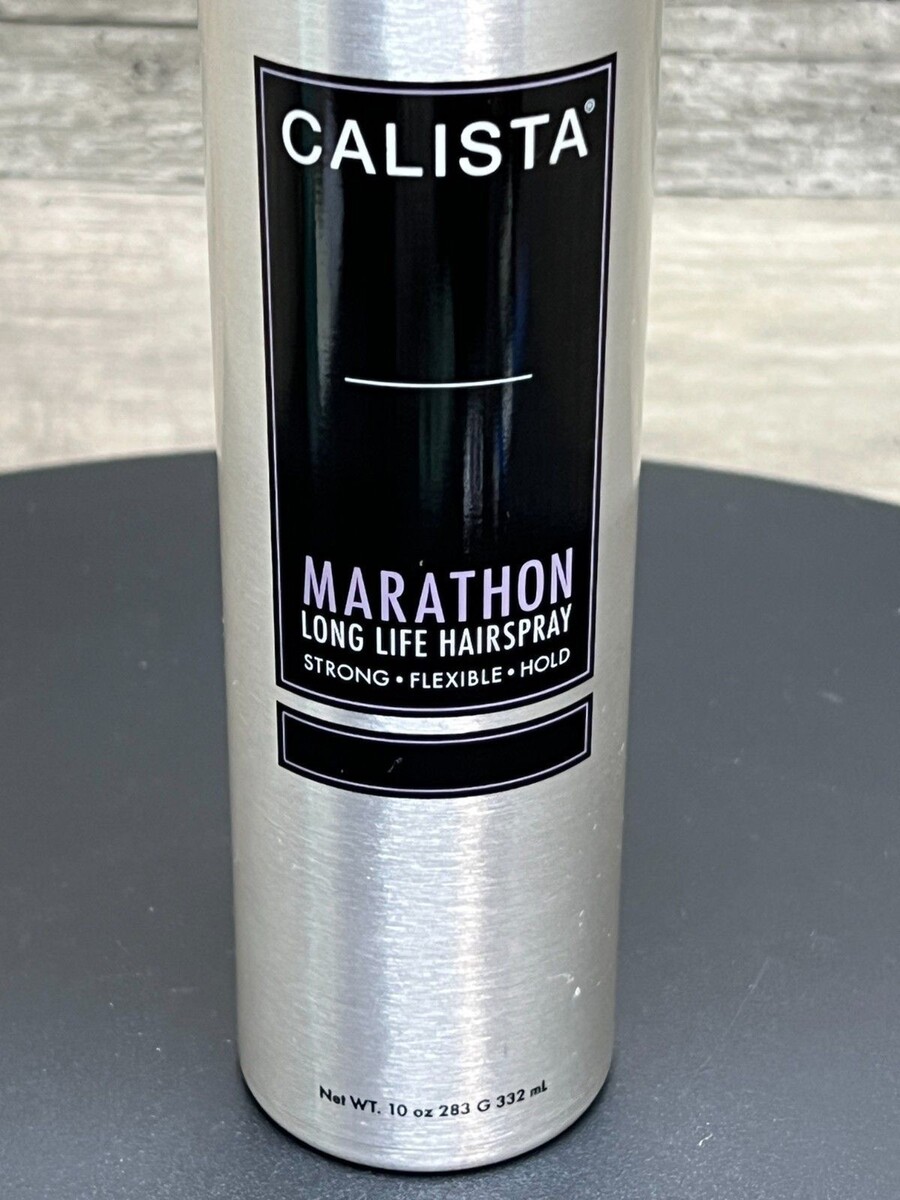 CALISTA®
MARATHON
LONG LIFE HAIRSPRAY
STRONG • FLEXIBLE • HOLD
Net WT. 10 oz 283 G 332 mL